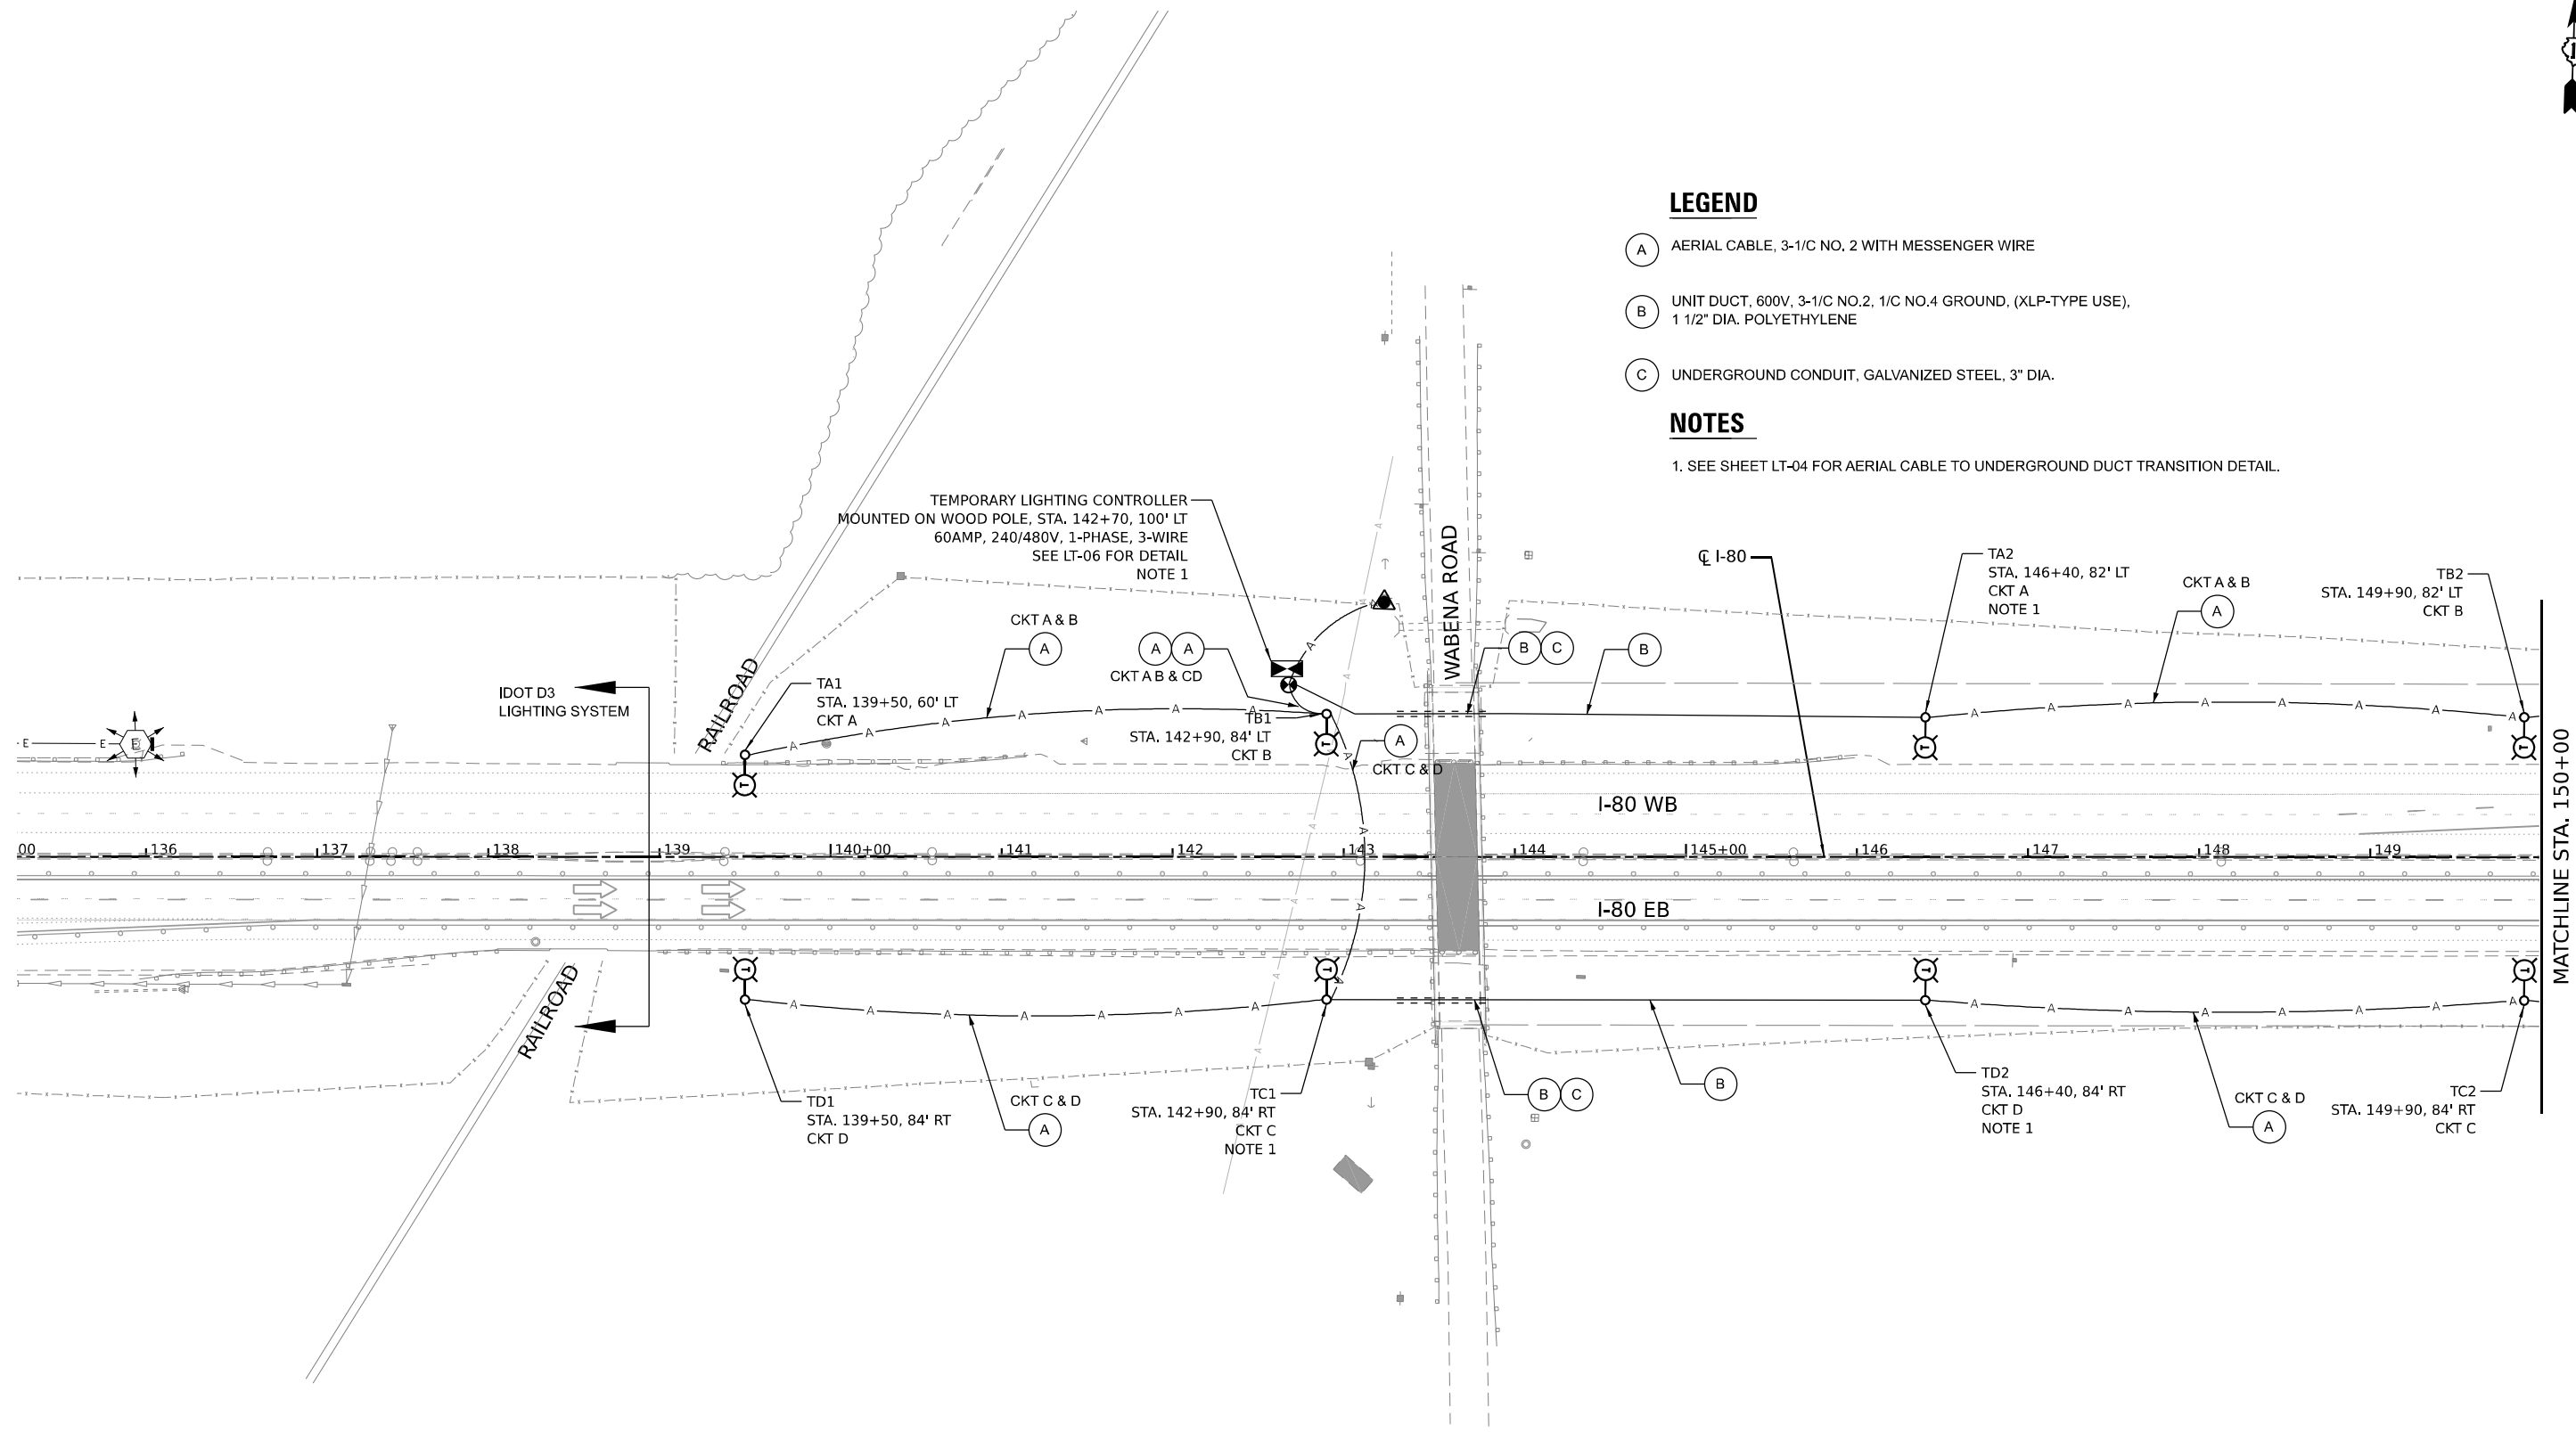 LEGEND
A AERIAL CABLE, 3-1/C NO. 2 WITH MESSENGER WIRE
B UNIT DUCT, 600V, 3-1/C NO.2, 1/C NO.4 GROUND, (XLP-TYPE USE),
1 1/2" DIA. POLYETHYLENE
C UNDERGROUND CONDUIT, GALVANIZED STEEL, 3" DIA.
NOTES
1. SEE SHEET LT-04 FOR AERIAL CABLE TO UNDERGROUND DUCT TRANSITION DETAIL.
TEMPORARY LIGHTING CONTROLLER
MOUNTED ON WOOD POLE, STA. 142+70, 100' LT
60AMP, 240/480V, 1-PHASE, 3-WIRE
SEE LT-06 FOR DETAIL
NOTE 1
WABENA ROAD
℄ I-80
TA2
STA. 146+40, 82' LT
CKT A
NOTE 1
CKT A & B
A
TB2
STA. 149+90, 82' LT
CKT B
CKT A & B
A
A A
CKT A B & CD
B C
B
RAILROAD
IDOT D3
LIGHTING SYSTEM
TA1
STA. 139+50, 60' LT
CKT A
TB1
STA. 142+90, 84' LT
CKT B
A
CKT C & D
E E E
I-80 WB
MATCHLINE STA. 150+00
00 136 137 138 139 140+00 141 142 143 144 145+00 146 147 148 149
I-80 EB
RAILROAD
TD1
STA. 139+50, 84' RT
CKT D
CKT C & D
A
TC1
STA. 142+90, 84' RT
CKT C
NOTE 1
B C
B
TD2
STA. 146+40, 84' RT
CKT D
NOTE 1
CKT C & D
A
TC2
STA. 149+90, 84' RT
CKT C